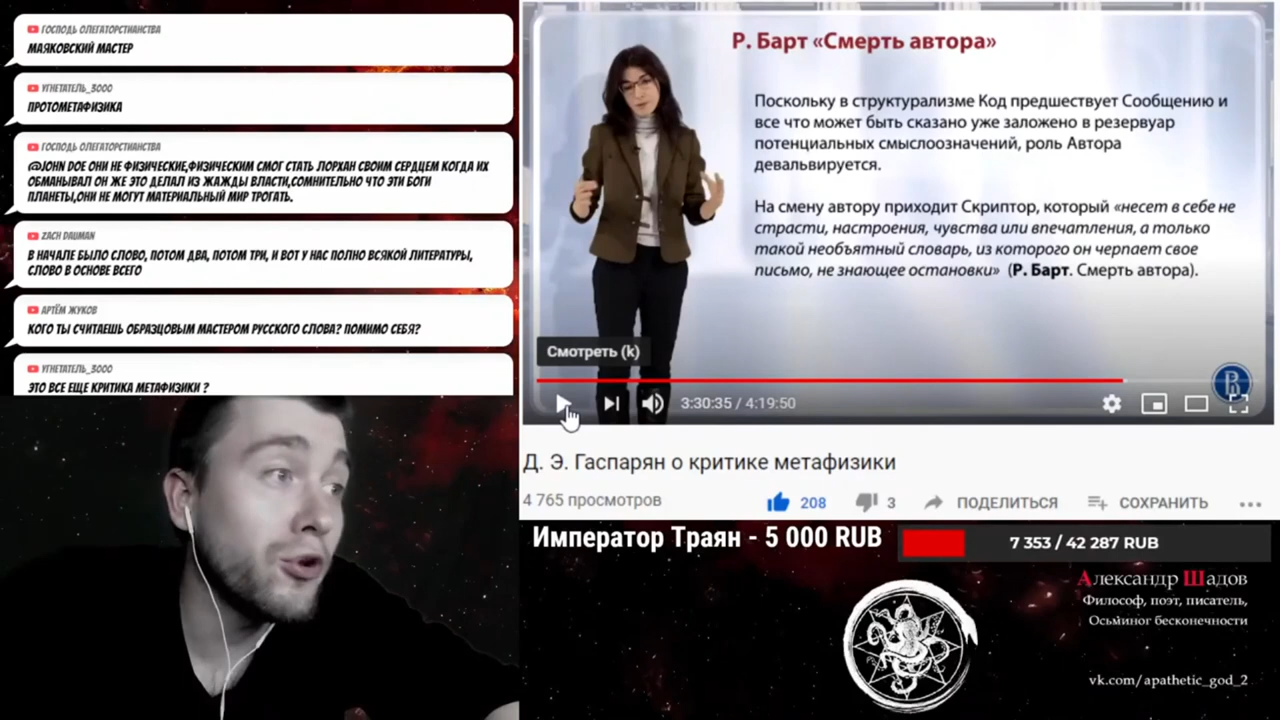 ГОСПОДЬ ОЛЕГАТОРСТИАНСТВА
МАЯКОВСКИЙ МАСТЕР
УГНЕТАТЕЛЬ_3000
ПРОТОМЕТАФИЗИКА
ГОСПОДЬ ОЛЕГАТОРСТИАНСТВА
@JOHN DOE ОНИ НЕ ФИЗИЧЕСКИЕ,ФИЗИЧЕСКИМ СМОГ СТАТЬ ЛОРХАН СВОИМ СЕРДЦЕМ КОГДА ИХ
ОБМАНЫВАЛ ОН ЖЕ ЭТО ДЕЛАЛ ИЗ ЖАЖДЫ ВЛАСТИ,СОМНИТЕЛЬНО ЧТО ЭТИ БОГИ
ПЛАНЕТЫ,ОНИ НЕ МОГУТ МАТЕРИАЛЬНЫЙ МИР ТРОГАТЬ.
ZACH DAUMAN
В НАЧАЛЕ БЫЛО СЛОВО, ПОТОМ ДВА, ПОТОМ ТРИ, И ВОТ У НАС ПОЛНО ВСЯКОЙ ЛИТЕРАТУРЫ,
СЛОВО В ОСНОВЕ ВСЕГО
АРТЁМ ЖУКОВ
КОГО ТЫ СЧИТАЕШЬ ОБРАЗЦОВЫМ МАСТЕРОМ РУССКОГО СЛОВА? ПОМИМО СЕБЯ?
УГНЕТАТЕЛЬ_3000
ЭТО ВСЕ ЕЩЕ КРИТИКА МЕТАФИЗИКИ ?
Р. Барт «Смерть автора»
Поскольку в структурализме Код предшествует Сообщению и
все что может быть сказано уже заложено в резервуар
потенциальных смыслоозначений, роль Автора
девальвируется.
На смену автору приходит Скриптор, который «несет в себе не
страсти, настроения, чувства или впечатления, а только
такой необъятный словарь, из которого он черпает свое
письмо, не знающее остановки» (Р. Барт. Смерть автора).
Смотреть (k)
3:30:35 / 4:19:50
Д. Э. Гаспарян о критике метафизики
4 765 просмотров
208
3
ПОДЕЛИТЬСЯ
СОХРАНИТЬ
Император Траян - 5 000 RUB
7 353 / 42 287 RUB
Александр Шадов
Философ, поэт, писатель,
Осьминог бесконечности
vk.com/apathetic_god_2